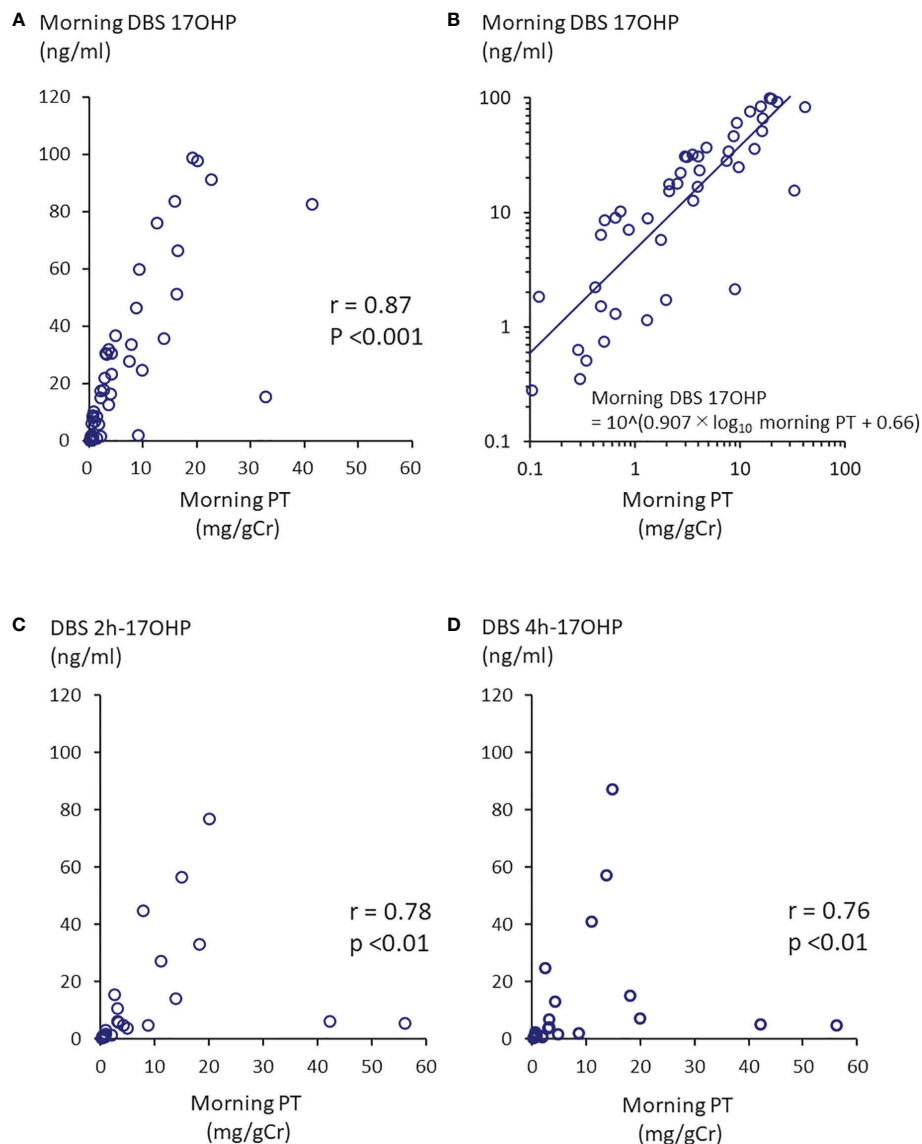 A Morning DBS 17OHP
(ng/ml)
120
100
80
60
40
20
0
r = 0.87
P <0.001
0 10 20 30 40 50 60
Morning PT
(mg/gCr)
B Morning DBS 17OHP
(ng/ml)
100
10
1
0.1
Morning DBS 17OHP
= 10^(0.907 × log₁₀ morning PT + 0.66)
0.1 1 10 100
Morning PT
(mg/gCr)
C DBS 2h-17OHP
(ng/ml)
120
100
80
60
40
20
0
r = 0.78
p <0.01
0 10 20 30 40 50 60
Morning PT
(mg/gCr)
D DBS 4h-17OHP
(ng/ml)
120
100
80
60
40
20
0
r = 0.76
p <0.01
0 10 20 30 40 50 60
Morning PT
(mg/gCr)